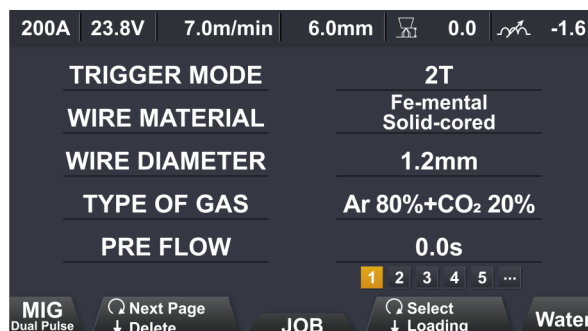 200A 23.8V 7.0m/min 6.0mm 0.0 -1.6
TRIGGER MODE 2T
WIRE MATERIAL Fe-mental Solid-cored
WIRE DIAMETER 1.2mm
TYPE OF GAS Ar 80%+CO₂ 20%
PRE FLOW 0.0s
1 2 3 4 5 ...
MIG Next Page Select Water
Dual Pulse Delete JOB Loading